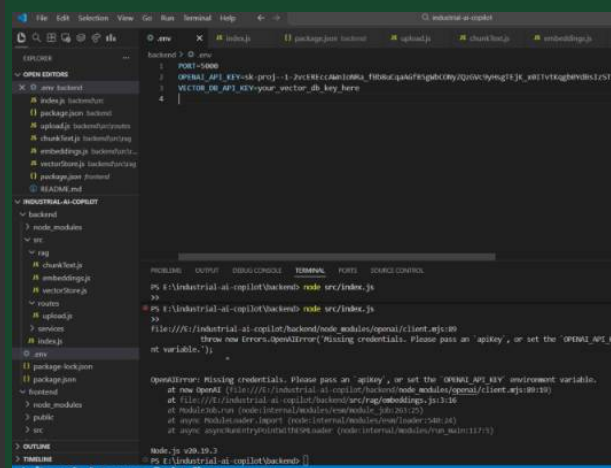 File Edit Selection View Go Run Terminal Help
industrial-ai-copilot
EXPLORER
OPEN EDITORS
.env backend
index.js backend\src
package.json backend
upload.js backend\src\routes
chunkText.js backend\src\rag
embeddings.js backend\src\r...
vectorStore.js backend\src\rag
package.json frontend
README.md
INDUSTRIAL-AI-COPILOT
backend
node_modules
src
rag
chunkText.js
embeddings.js
vectorStore.js
routes
upload.js
services
index.js
.env
package-lock.json
package.json
frontend
node_modules
public
src
OUTLINE
TIMELINE
.env
index.js
package.json backend
upload.js
chunkText.js
embeddings.js
backend > .env
1 PORT=5000
2 OPENAI_API_KEY=
3 VECTOR_DB_API_KEY=your_vector_db_key_here
4
PROBLEMS OUTPUT DEBUG CONSOLE TERMINAL PORTS SOURCE CONTROL
PS E:\industrial-ai-copilot\backend> node src/index.js
>>
PS E:\industrial-ai-copilot\backend> node src/index.js
>>
file:///E:/industrial-ai-copilot/backend/node_modules/openai/client.mjs:89
throw new Errors.OpenAIError('Missing credentials. Please pass an `apiKey`, or set the `OPENAI_API_
nt variable.');
^
OpenAIError: Missing credentials. Please pass an `apiKey`, or set the `OPENAI_API_KEY` environment variable.
at new OpenAI (file:///E:/industrial-ai-copilot/backend/node_modules/openai/client.mjs:89:19)
at file:///E:/industrial-ai-copilot/backend/src/rag/embeddings.js:3:16
at ModuleJob.run (node:internal/modules/esm/module_job:263:25)
at async ModuleLoader.import (node:internal/modules/esm/loader:540:24)
at async asyncRunEntryPointWithESMLoader (node:internal/modules/run_main:117:5)
Node.js v20.19.3
PS E:\industrial-ai-copilot\backend>